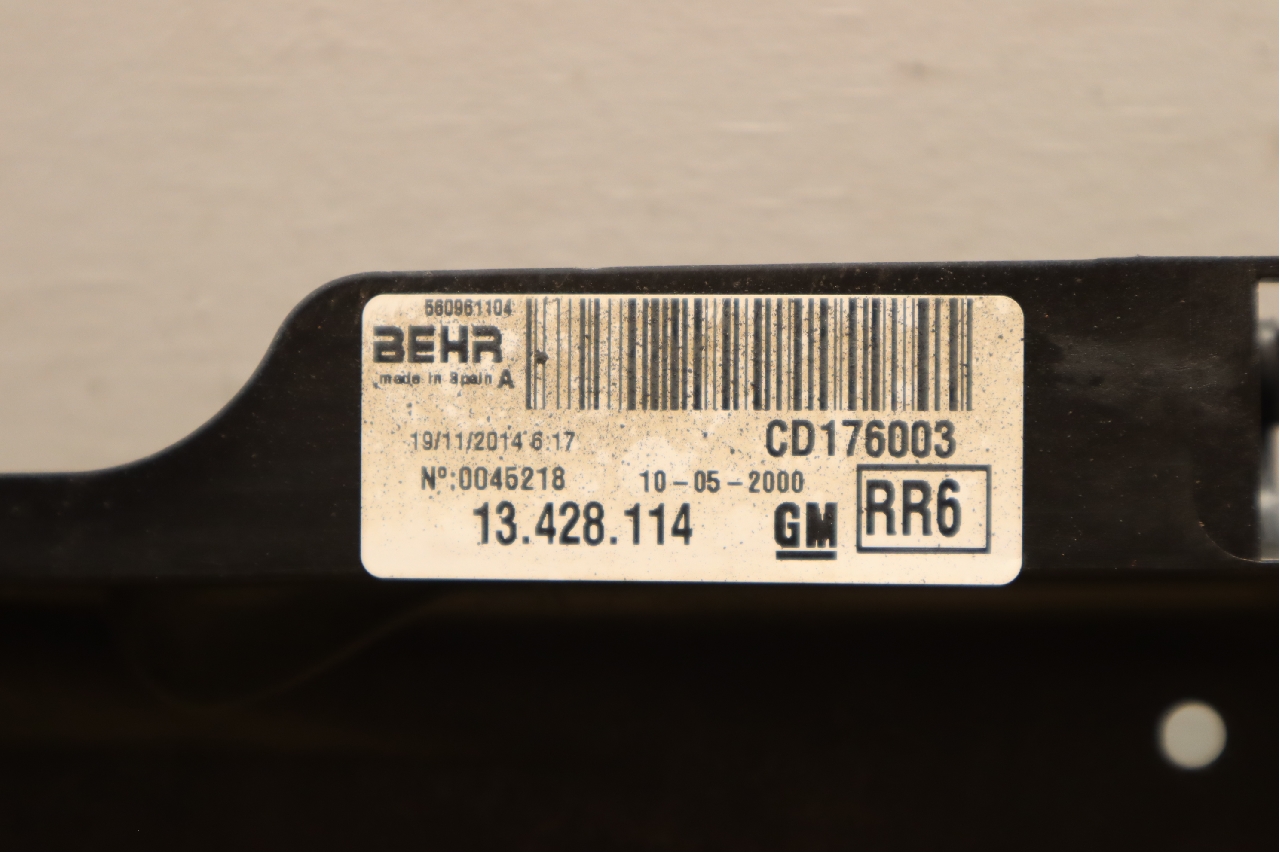 560961104
BEHR
made in Spain A
19/11/2014 6:17
CD176003
Nº:0045218
10-05-2000
13.428.114
GM
RR6